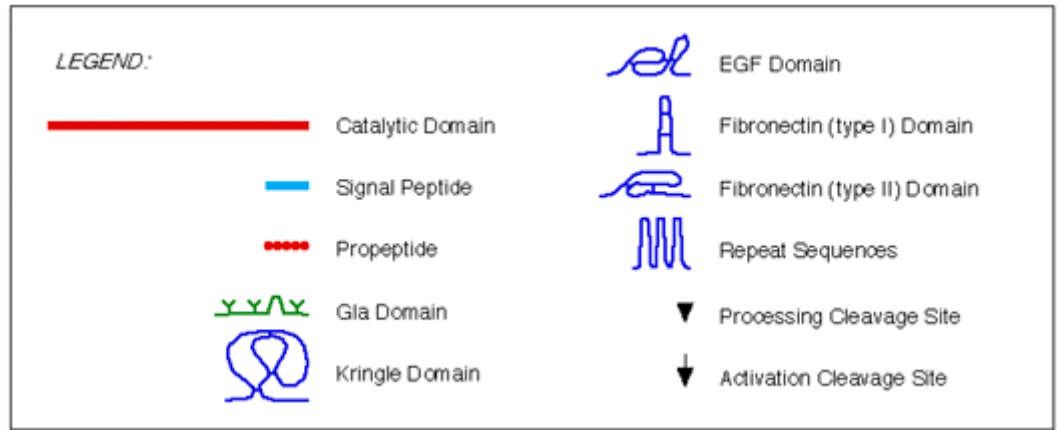 LEGEND:
Catalytic Domain
Signal Peptide
Propeptide
Gla Domain
Kringle Domain
EGF Domain
Fibronectin (type I) Domain
Fibronectin (type II) Domain
Repeat Sequences
Processing Cleavage Site
Activation Cleavage Site